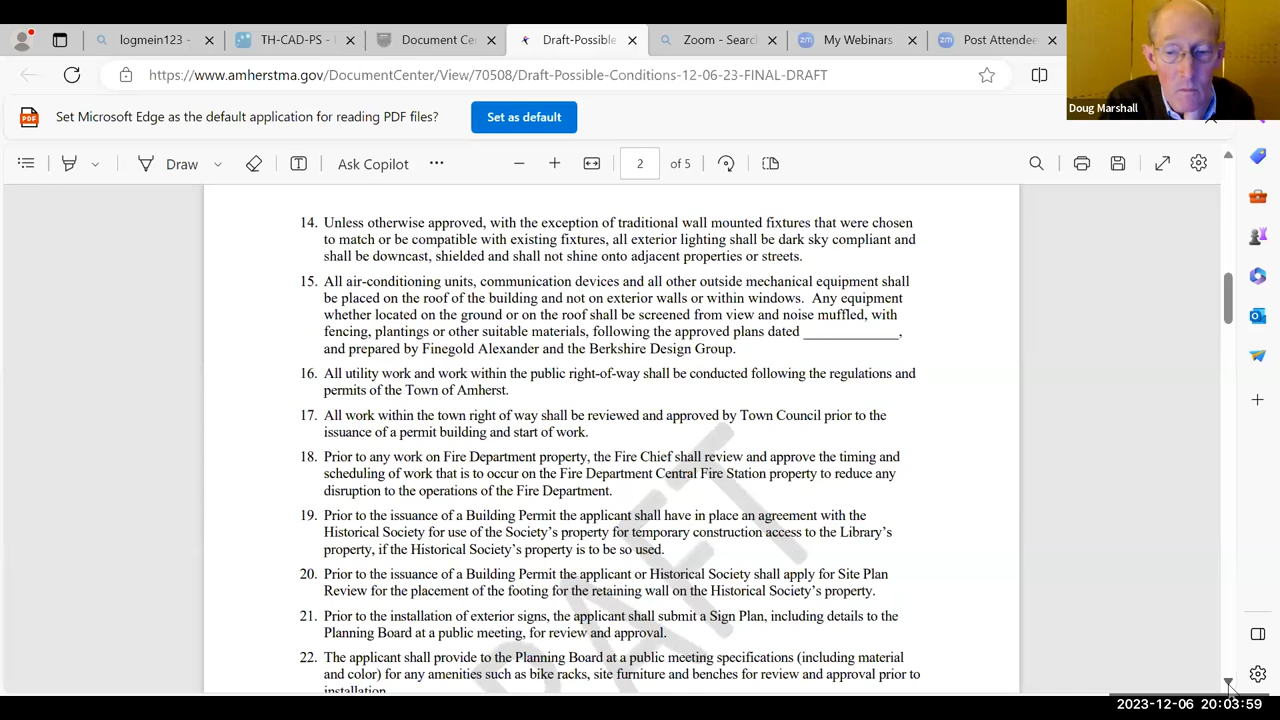 logmein123 -
TH-CAD-PS -
Document Ce
Draft-Possible
Zoom - Searc
My Webinars
Post Attendee
https://www.amherstma.gov/DocumentCenter/View/70508/Draft-Possible-Conditions-12-06-23-FINAL-DRAFT
Doug Marshall
Set Microsoft Edge as the default application for reading PDF files?
Set as default
Draw
Ask Copilot
2
of 5
14. Unless otherwise approved, with the exception of traditional wall mounted fixtures that were chosen
to match or be compatible with existing fixtures, all exterior lighting shall be dark sky compliant and
shall be downcast, shielded and shall not shine onto adjacent properties or streets.
15. All air-conditioning units, communication devices and all other outside mechanical equipment shall
be placed on the roof of the building and not on exterior walls or within windows. Any equipment
whether located on the ground or on the roof shall be screened from view and noise muffled, with
fencing, plantings or other suitable materials, following the approved plans dated _____________,
and prepared by Finegold Alexander and the Berkshire Design Group.
16. All utility work and work within the public right-of-way shall be conducted following the regulations and
permits of the Town of Amherst.
17. All work within the town right of way shall be reviewed and approved by Town Council prior to the
issuance of a permit building and start of work.
18. Prior to any work on Fire Department property, the Fire Chief shall review and approve the timing and
scheduling of work that is to occur on the Fire Department Central Fire Station property to reduce any
disruption to the operations of the Fire Department.
19. Prior to the issuance of a Building Permit the applicant shall have in place an agreement with the
Historical Society for use of the Society's property for temporary construction access to the Library's
property, if the Historical Society's property is to be so used.
20. Prior to the issuance of a Building Permit the applicant or Historical Society shall apply for Site Plan
Review for the placement of the footing for the retaining wall on the Historical Society's property.
21. Prior to the installation of exterior signs, the applicant shall submit a Sign Plan, including details to the
Planning Board at a public meeting, for review and approval.
22. The applicant shall provide to the Planning Board at a public meeting specifications (including material
and color) for any amenities such as bike racks, site furniture and benches for review and approval prior to
installation.
DRAFT
2023-12-06 20:03:59